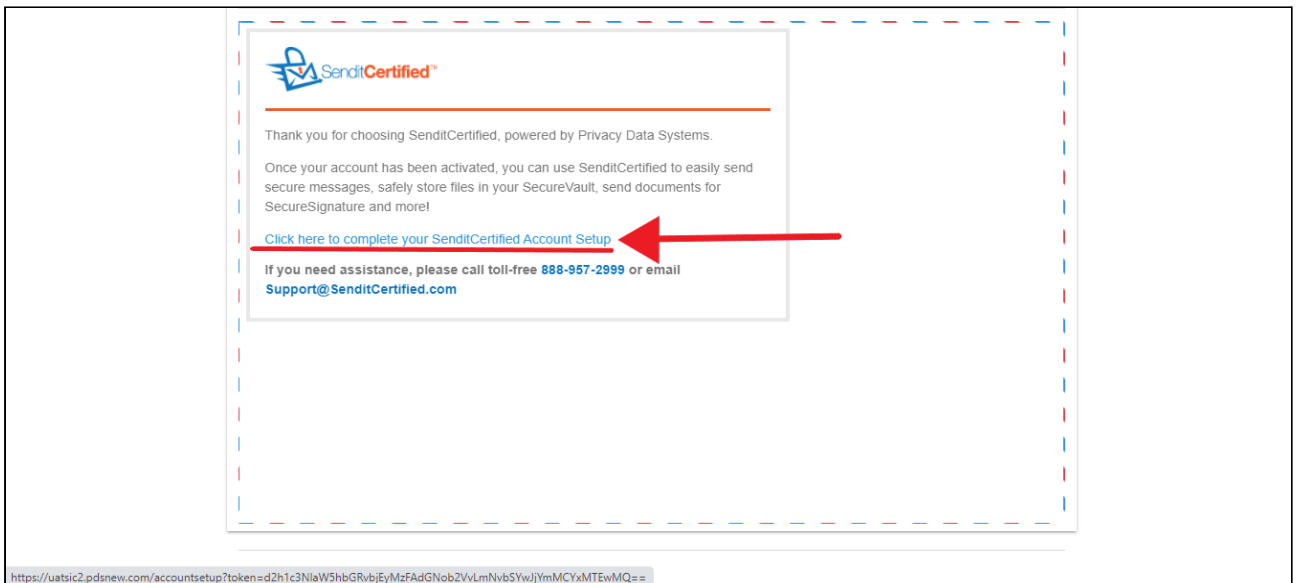 SenditCertified™
Thank you for choosing SenditCertified, powered by Privacy Data Systems.
Once your account has been activated, you can use SenditCertified to easily send
secure messages, safely store files in your SecureVault, send documents for
SecureSignature and more!
Click here to complete your SenditCertified Account Setup
If you need assistance, please call toll-free 888-957-2999 or email
Support@SenditCertified.com
https://uatsic2.pdsnew.com/accountsetup?token=d2h1c3NlaW5hbGRvbjEyMzFAdGNob2VvLmNvbSYwJjYmMCYxMTEwMQ==